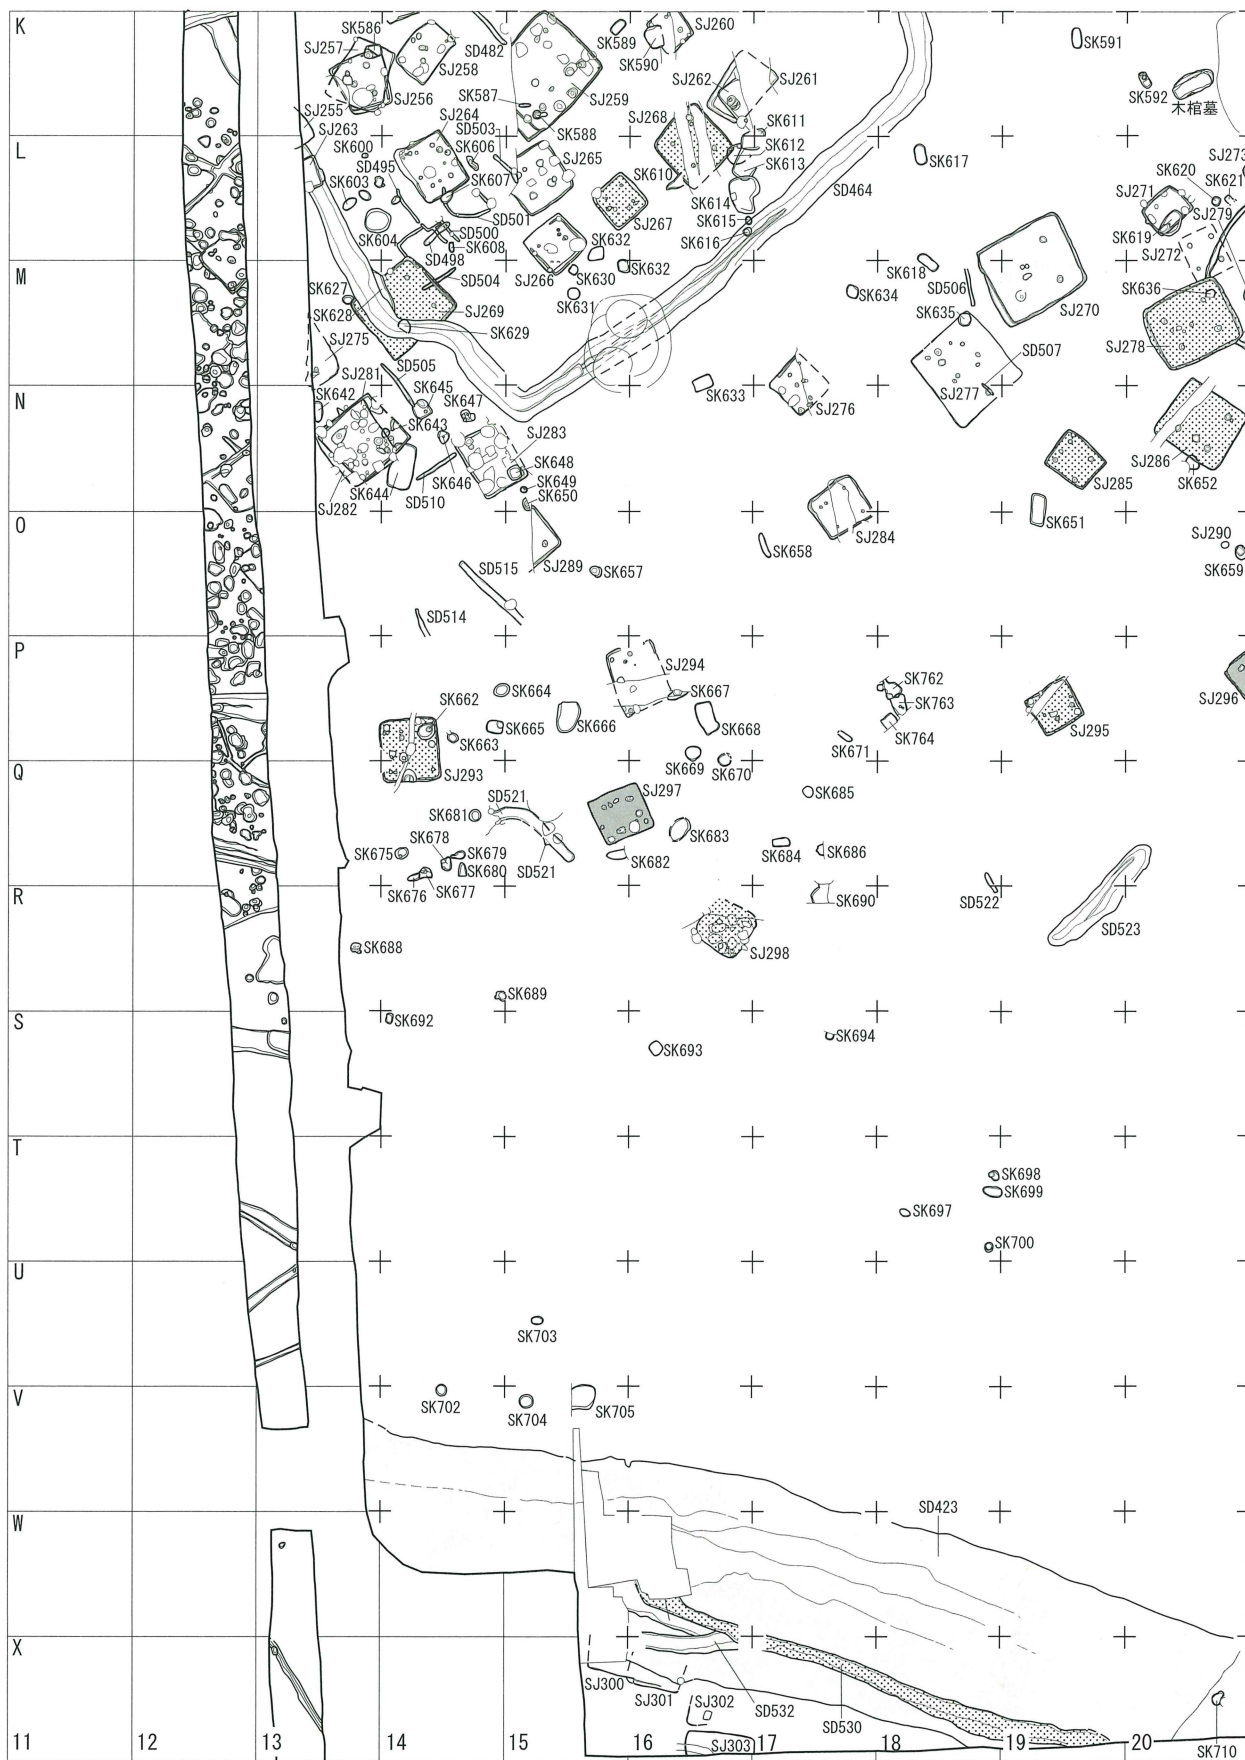 K
SK586
SJ257
SD482
SJ258
SJ256
SK589
SJ260
SK590
SK591
SJ262
SJ261
SJ259
SK587
SK588
SK592
木棺墓
SJ255
SJ264
SJ268
SK611
L
SJ263
SD503
SK600
SK606
SK612
SK613
SD495
SJ265
SK603
SK607
SK610
SK617
SJ273
SK620
SJ271
SK621
SD464
SD501
SK614
SJ267
SK615
SK619
SJ279
SK604
SD500
SK608
SD498
SK632
SK616
SJ272
M
SJ266
SK630
SK632
SK618
SD504
SK627
SK628
SJ269
SK631
SK634
SD506
SJ270
SK636
SK629
SK635
SJ278
SJ275
SD505
SD507
N
SJ281
SK642
SK645
SK647
SK633
SJ276
SJ277
SK643
SJ283
SK648
SK644
SK646
SK649
SK650
SD510
SJ282
SJ286
SJ285
SK652
O
SK651
SJ284
SK658
SJ290
SK659
SJ289
SD515
SK657
SD514
P
SJ294
SK662
SK664
SK667
SK762
SK763
SJ296
SK663
SK665
SK666
SK668
SK671
SK764
SJ295
Q
SJ293
SK669
SK670
SD521
SJ297
SK685
SK681
SK678
SK683
SK675
SK679
SK680
SD521
SK682
SK684
SK686
R
SK676
SK677
SK690
SD522
SD523
SK688
SJ298
SK689
S
SK692
SK693
SK694
T
SK698
SK699
SK697
SK700
U
SK703
V
SK702
SK704
SK705
W
SD423
X
SJ300
SJ301
SJ302
SD532
SD530
SJ303
SK710
11
12
13
14
15
16
17
18
19
20